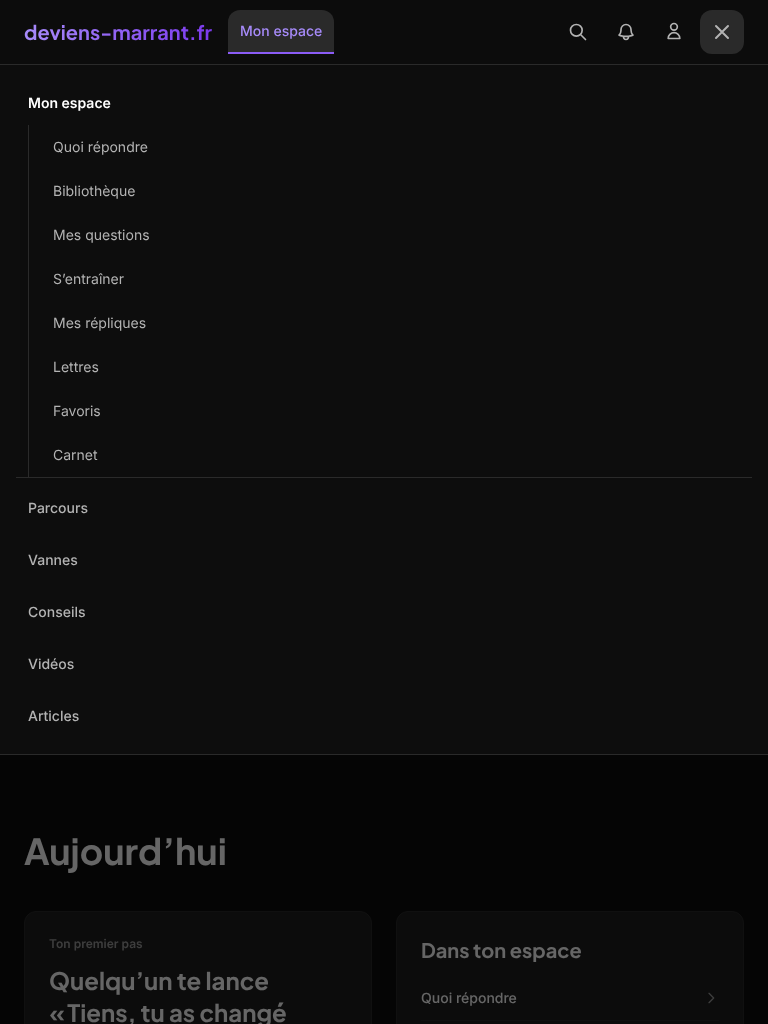 deviens-marrant.fr
Mon espace
Mon espace
Quoi répondre
Bibliothèque
Mes questions
S’entraîner
Mes répliques
Lettres
Favoris
Carnet
Parcours
Vannes
Conseils
Vidéos
Articles
Aujourd’hui
Ton premier pas
Quelqu’un te lance
« Tiens, tu as changé
Dans ton espace
Quoi répondre